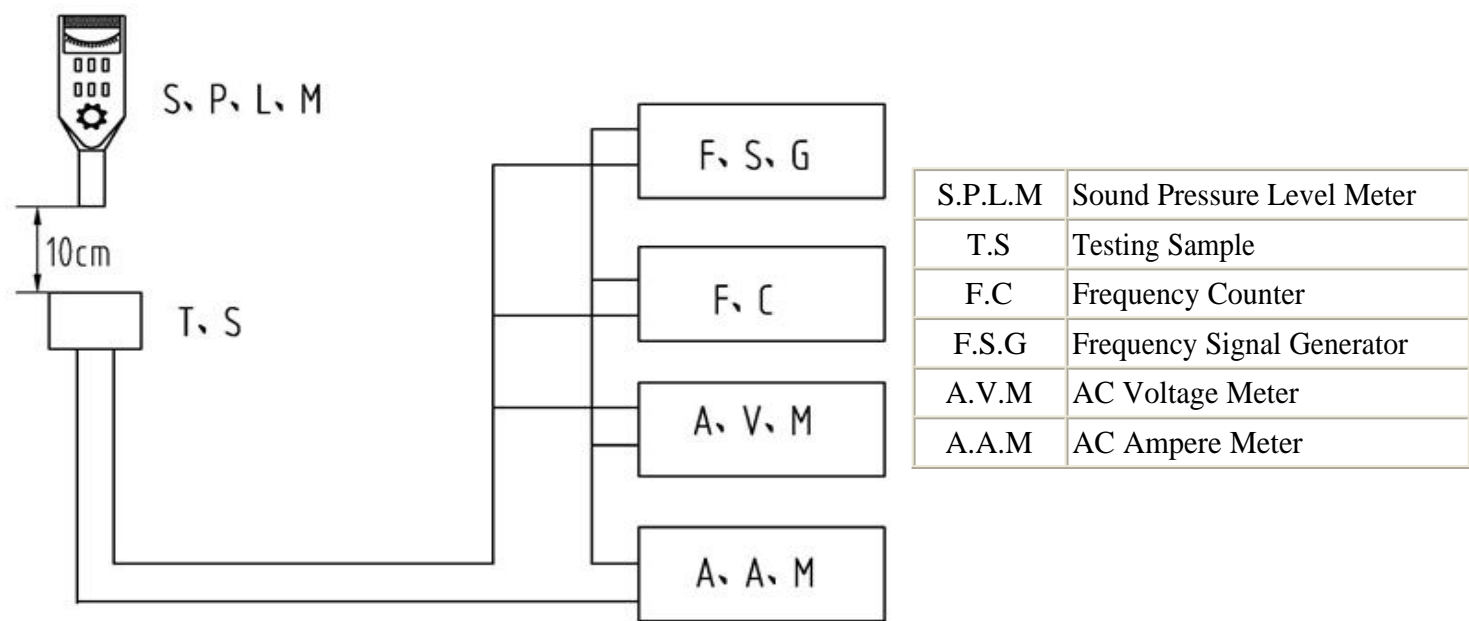 S、P、L、M
10cm
T、S
F、S、G
F、C
A、V、M
A、A、M
S.P.L.M Sound Pressure Level Meter
T.S Testing Sample
F.C Frequency Counter
F.S.G Frequency Signal Generator
A.V.M AC Voltage Meter
A.A.M AC Ampere Meter